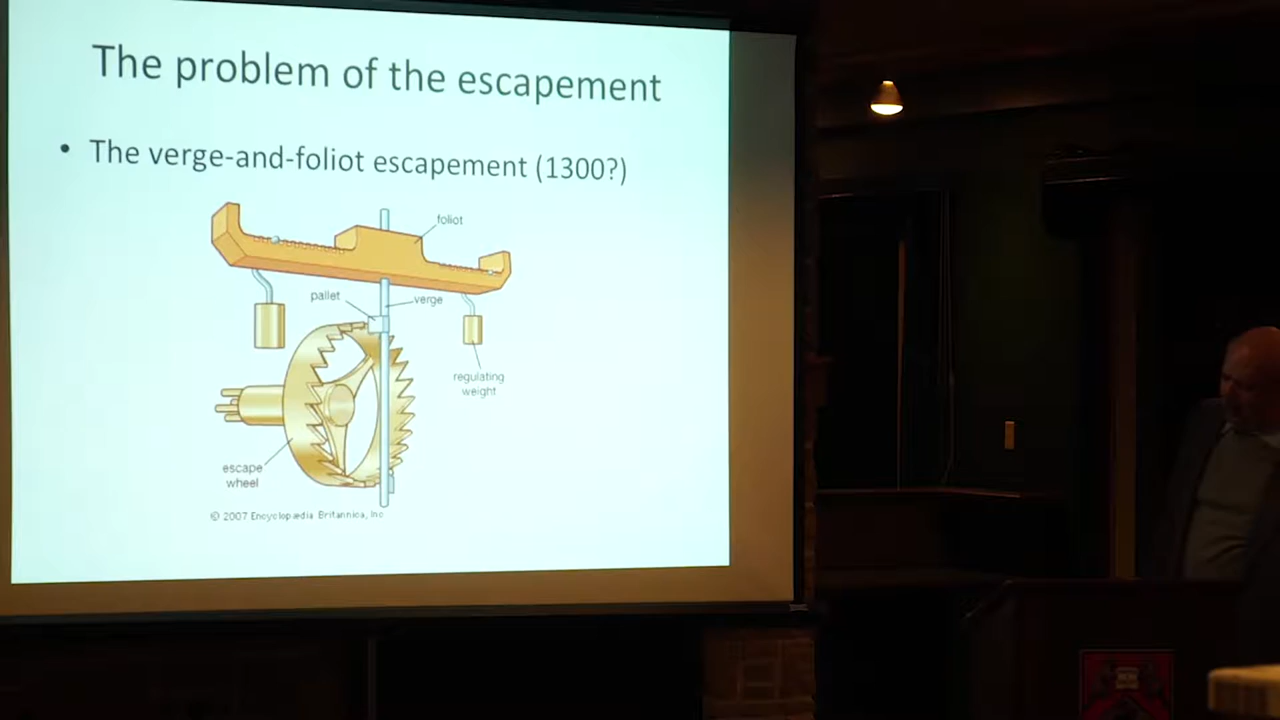 The problem of the escapement
• The verge-and-foliot escapement (1300?)
foliot
pallet
verge
regulating
weight
escape
wheel
© 2007 Encyclopædia Britannica, Inc